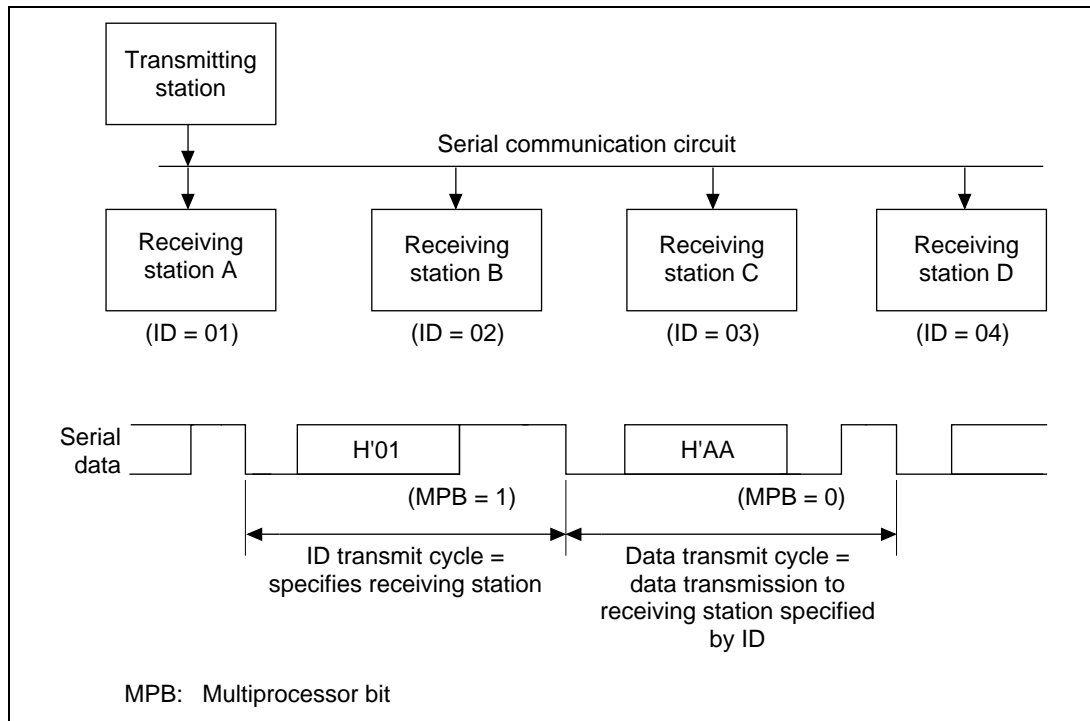 Transmitting
station
Serial communication circuit
Receiving
station A
Receiving
station B
Receiving
station C
Receiving
station D
(ID = 01)
(ID = 02)
(ID = 03)
(ID = 04)
Serial
data
H'01
H'AA
(MPB = 1)
(MPB = 0)
ID transmit cycle =
specifies receiving station
Data transmit cycle =
data transmission to
receiving station specified
by ID
MPB: Multiprocessor bit